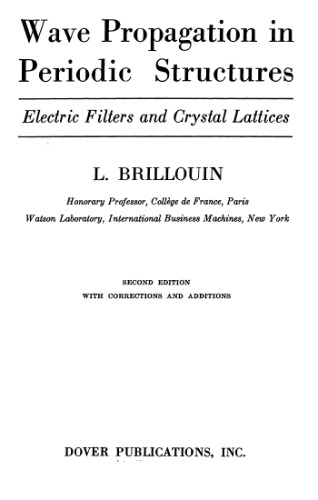 Wave Propagation in
Periodic Structures
Electric Filters and Crystal Lattices
L. BRILLOUIN
Honorary Professor, Collège de France, Paris
Watson Laboratory, International Business Machines, New York
SECOND EDITION
WITH CORRECTIONS AND ADDITIONS
DOVER PUBLICATIONS, INC.